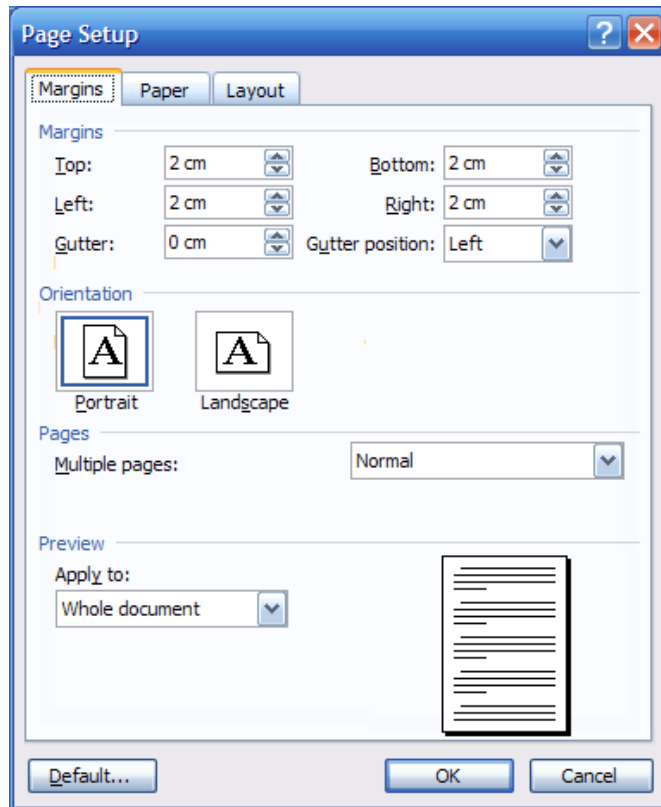 Page Setup
Margins Paper Layout
Margins
Top: 2 cm Bottom: 2 cm
Left: 2 cm Right: 2 cm
Gutter: 0 cm Gutter position: Left
Orientation
A A
Portrait Landscape
Pages
Multiple pages: Normal
Preview
Apply to:
Whole document
Default... OK Cancel